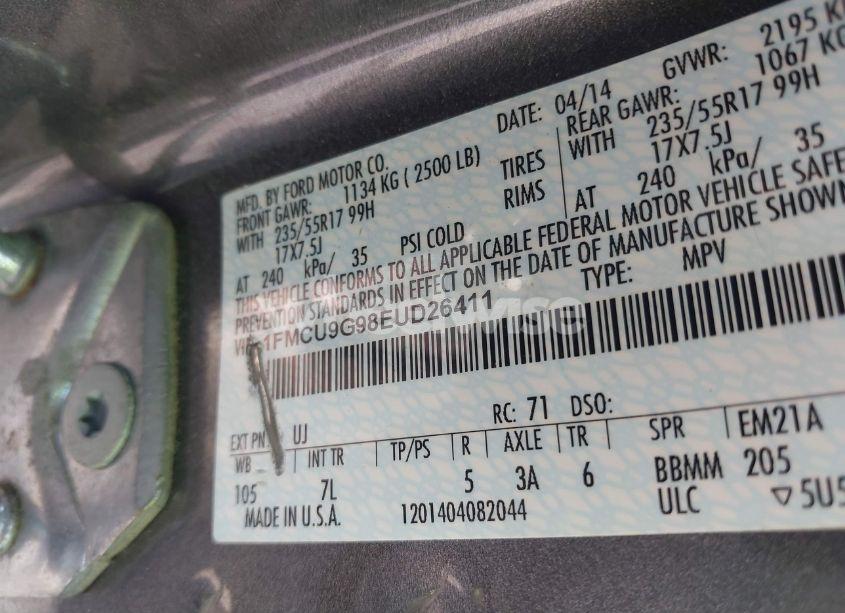 MFD. BY FORD MOTOR CO.
DATE: 04/14
GVWR: 2195 K
FRONT GAWR: 1134 KG ( 2500 LB)
REAR GAWR: 1067 KG
WITH 235/55R17 99H TIRES
WITH 235/55R17 99H
17X7.5J RIMS
17X7.5J
AT 240 kPa/ 35 PSI COLD
AT 240 kPa/ 35
THIS VEHICLE CONFORMS TO ALL APPLICABLE FEDERAL MOTOR VEHICLE SAFE
PREVENTION STANDARDS IN EFFECT ON THE DATE OF MANUFACTURE SHOWN
1FMCU9G98EUD26411
TYPE: MPV
RC: 71 DSO:
EXT PN UJ
WB INT TR TP/PS R AXLE TR SPR EM21A
105 7L 5 3A 6 BBMM 205
MADE IN U.S.A. 1201404082044 ULC 5U5